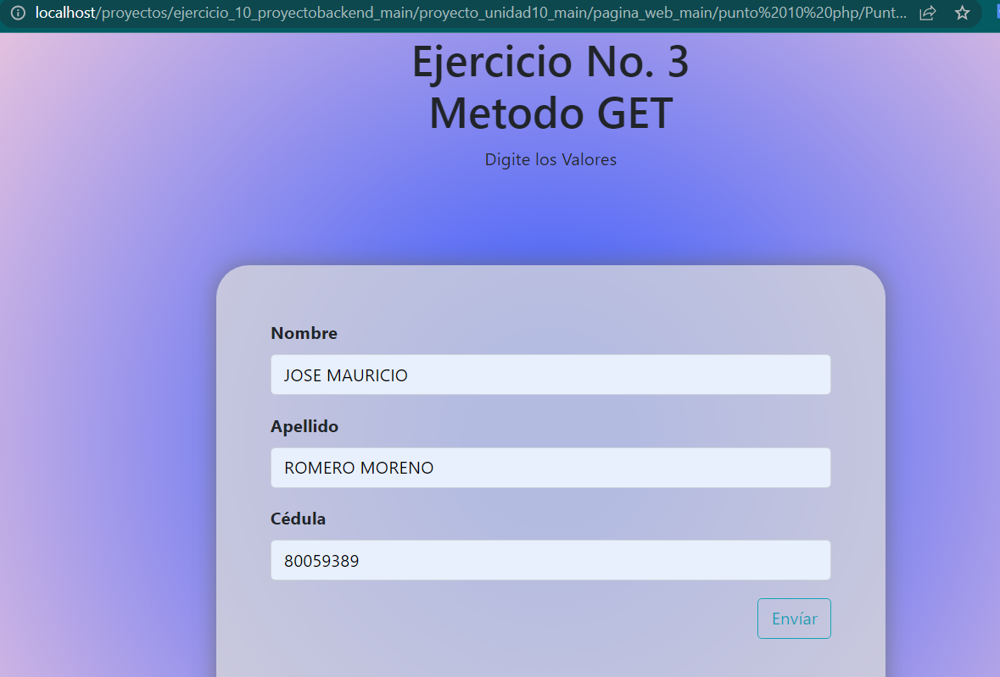 localhost/proyectos/ejercicio_10_proyectobackend_main/proyecto_unidad10_main/pagina_web_main/punto%2010%20php/Punt...
Ejercicio No. 3
Metodo GET
Digite los Valores
Nombre
JOSE MAURICIO
Apellido
ROMERO MORENO
Cédula
80059389
Envíar